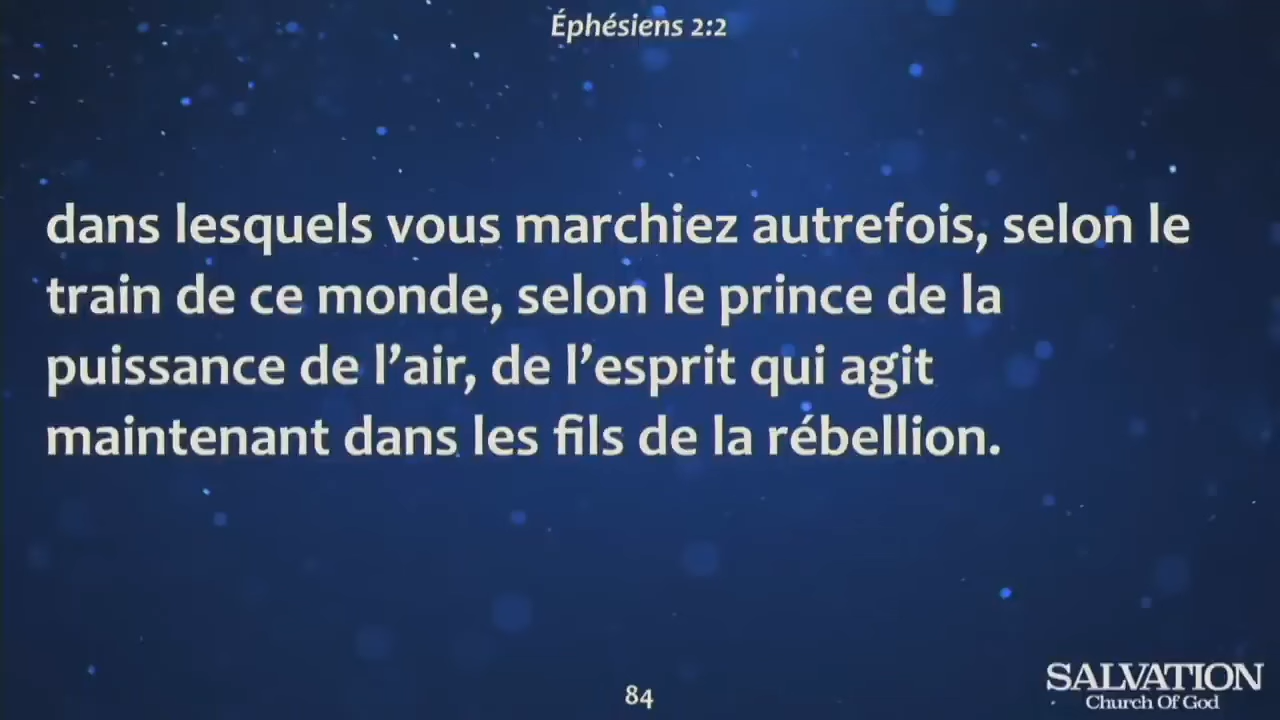 Éphésiens 2:2
dans lesquels vous marchiez autrefois, selon le
train de ce monde, selon le prince de la
puissance de l’air, de l’esprit qui agit
maintenant dans les fils de la rébellion.
84
SALVATION
Church Of God